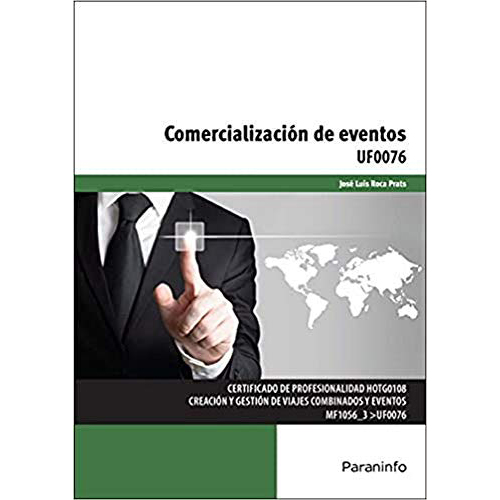 Comercialización de eventos
UF0076
José Luis Roca Prats
CERTIFICADO DE PROFESIONALIDAD HOTG0108
CREACIÓN Y GESTIÓN DE VIAJES COMBINADOS Y EVENTOS
MF1056_3 >UF0076
Paraninfo